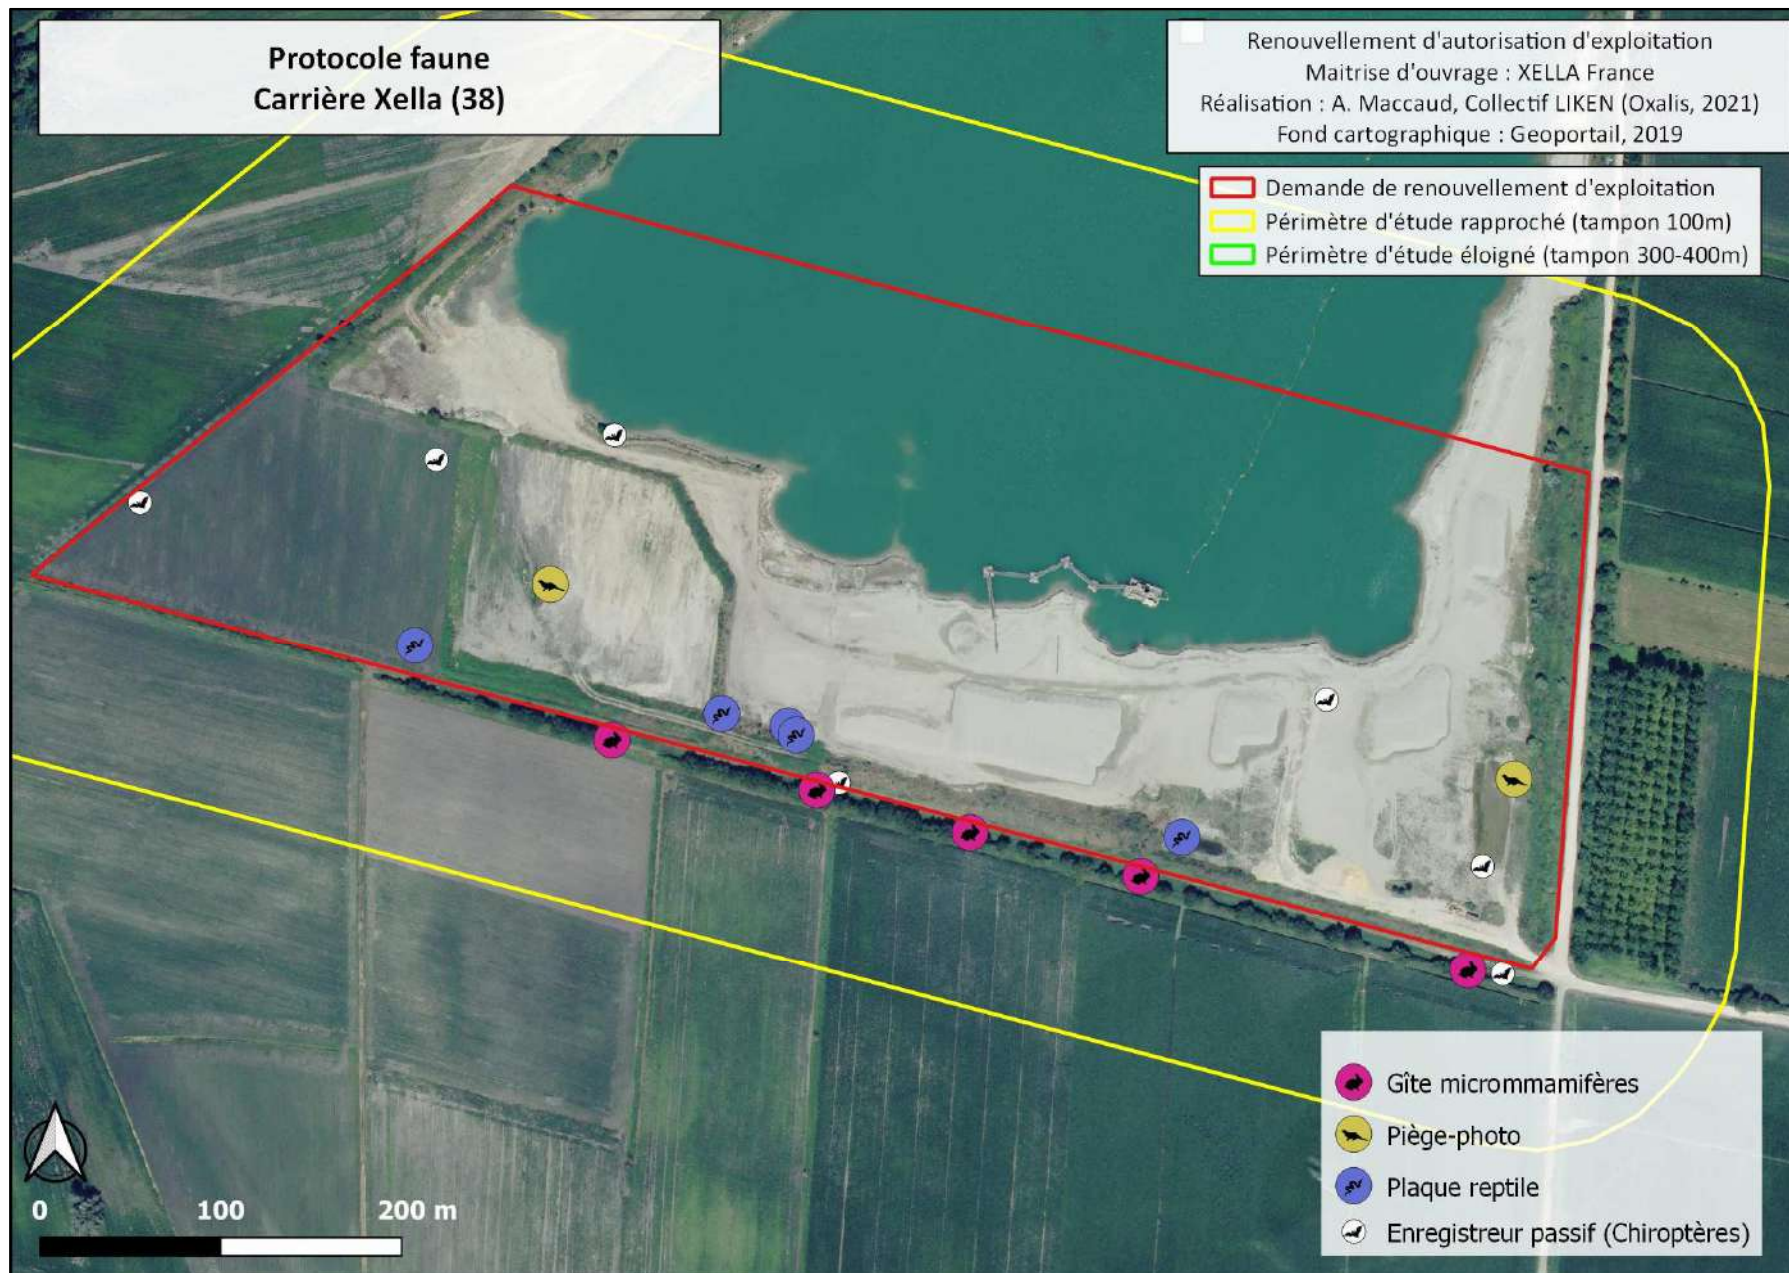 Protocole faune
Carrière Xella (38)
Renouvellement d'autorisation d'exploitation
Maitrise d'ouvrage : XELLA France
Réalisation : A. Maccaud, Collectif LIKEN (Oxalis, 2021)
Fond cartographique : Geoportail, 2019
Demande de renouvellement d'exploitation
Périmètre d'étude rapproché (tampon 100m)
Périmètre d'étude éloigné (tampon 300-400m)
Gîte micrommamifères
Piège-photo
Plaque reptile
Enregistreur passif (Chiroptères)
0 100 200 m